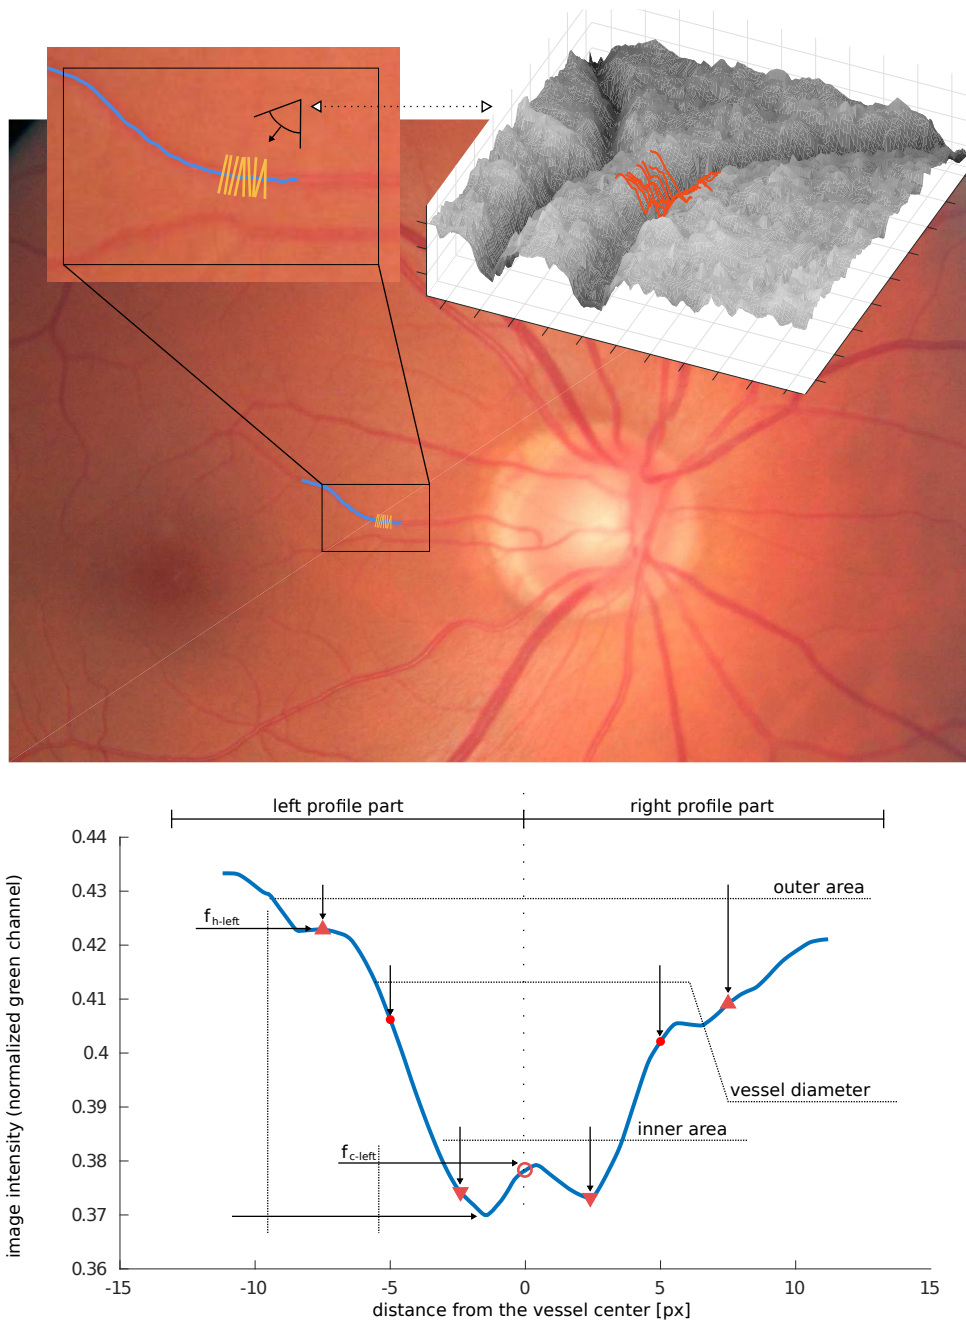 left profile part
right profile part
0.44
0.43
0.42
0.41
0.4
0.39
0.38
0.37
0.36
-15
-10
-5
0
5
10
15
image intensity (normalized green channel)
distance from the vessel center [px]
outer area
f h-left
vessel diameter
inner area
f c-left